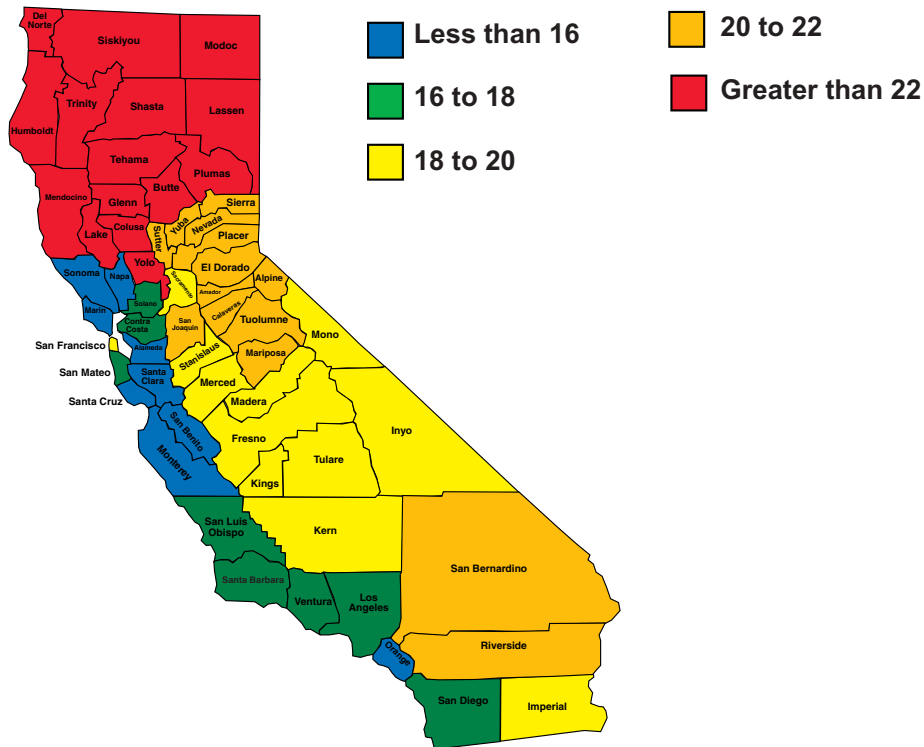 Less than 16
16 to 18
18 to 20
20 to 22
Greater than 22
Del
Norte
Siskiyou
Modoc
Trinity
Shasta
Lassen
Humboldt
Tehama
Plumas
Butte
Mendocino
Glenn
Sierra
Yuba
Nevada
Colusa
Lake
Sutter
Placer
Yolo
El Dorado
Sonoma
Napa
Sacramento
Alpine
Amador
Solano
Marin
Calaveras
Contra
Costa
San
Joaquin
Tuolumne
Mono
San Francisco
Alameda
Stanislaus
Mariposa
San Mateo
Santa
Clara
Merced
Santa Cruz
Madera
San Benito
Fresno
Inyo
Monterey
Tulare
Kings
San Luis
Obispo
Kern
San Bernardino
Santa Barbara
Ventura
Los
Angeles
Orange
Riverside
San Diego
Imperial